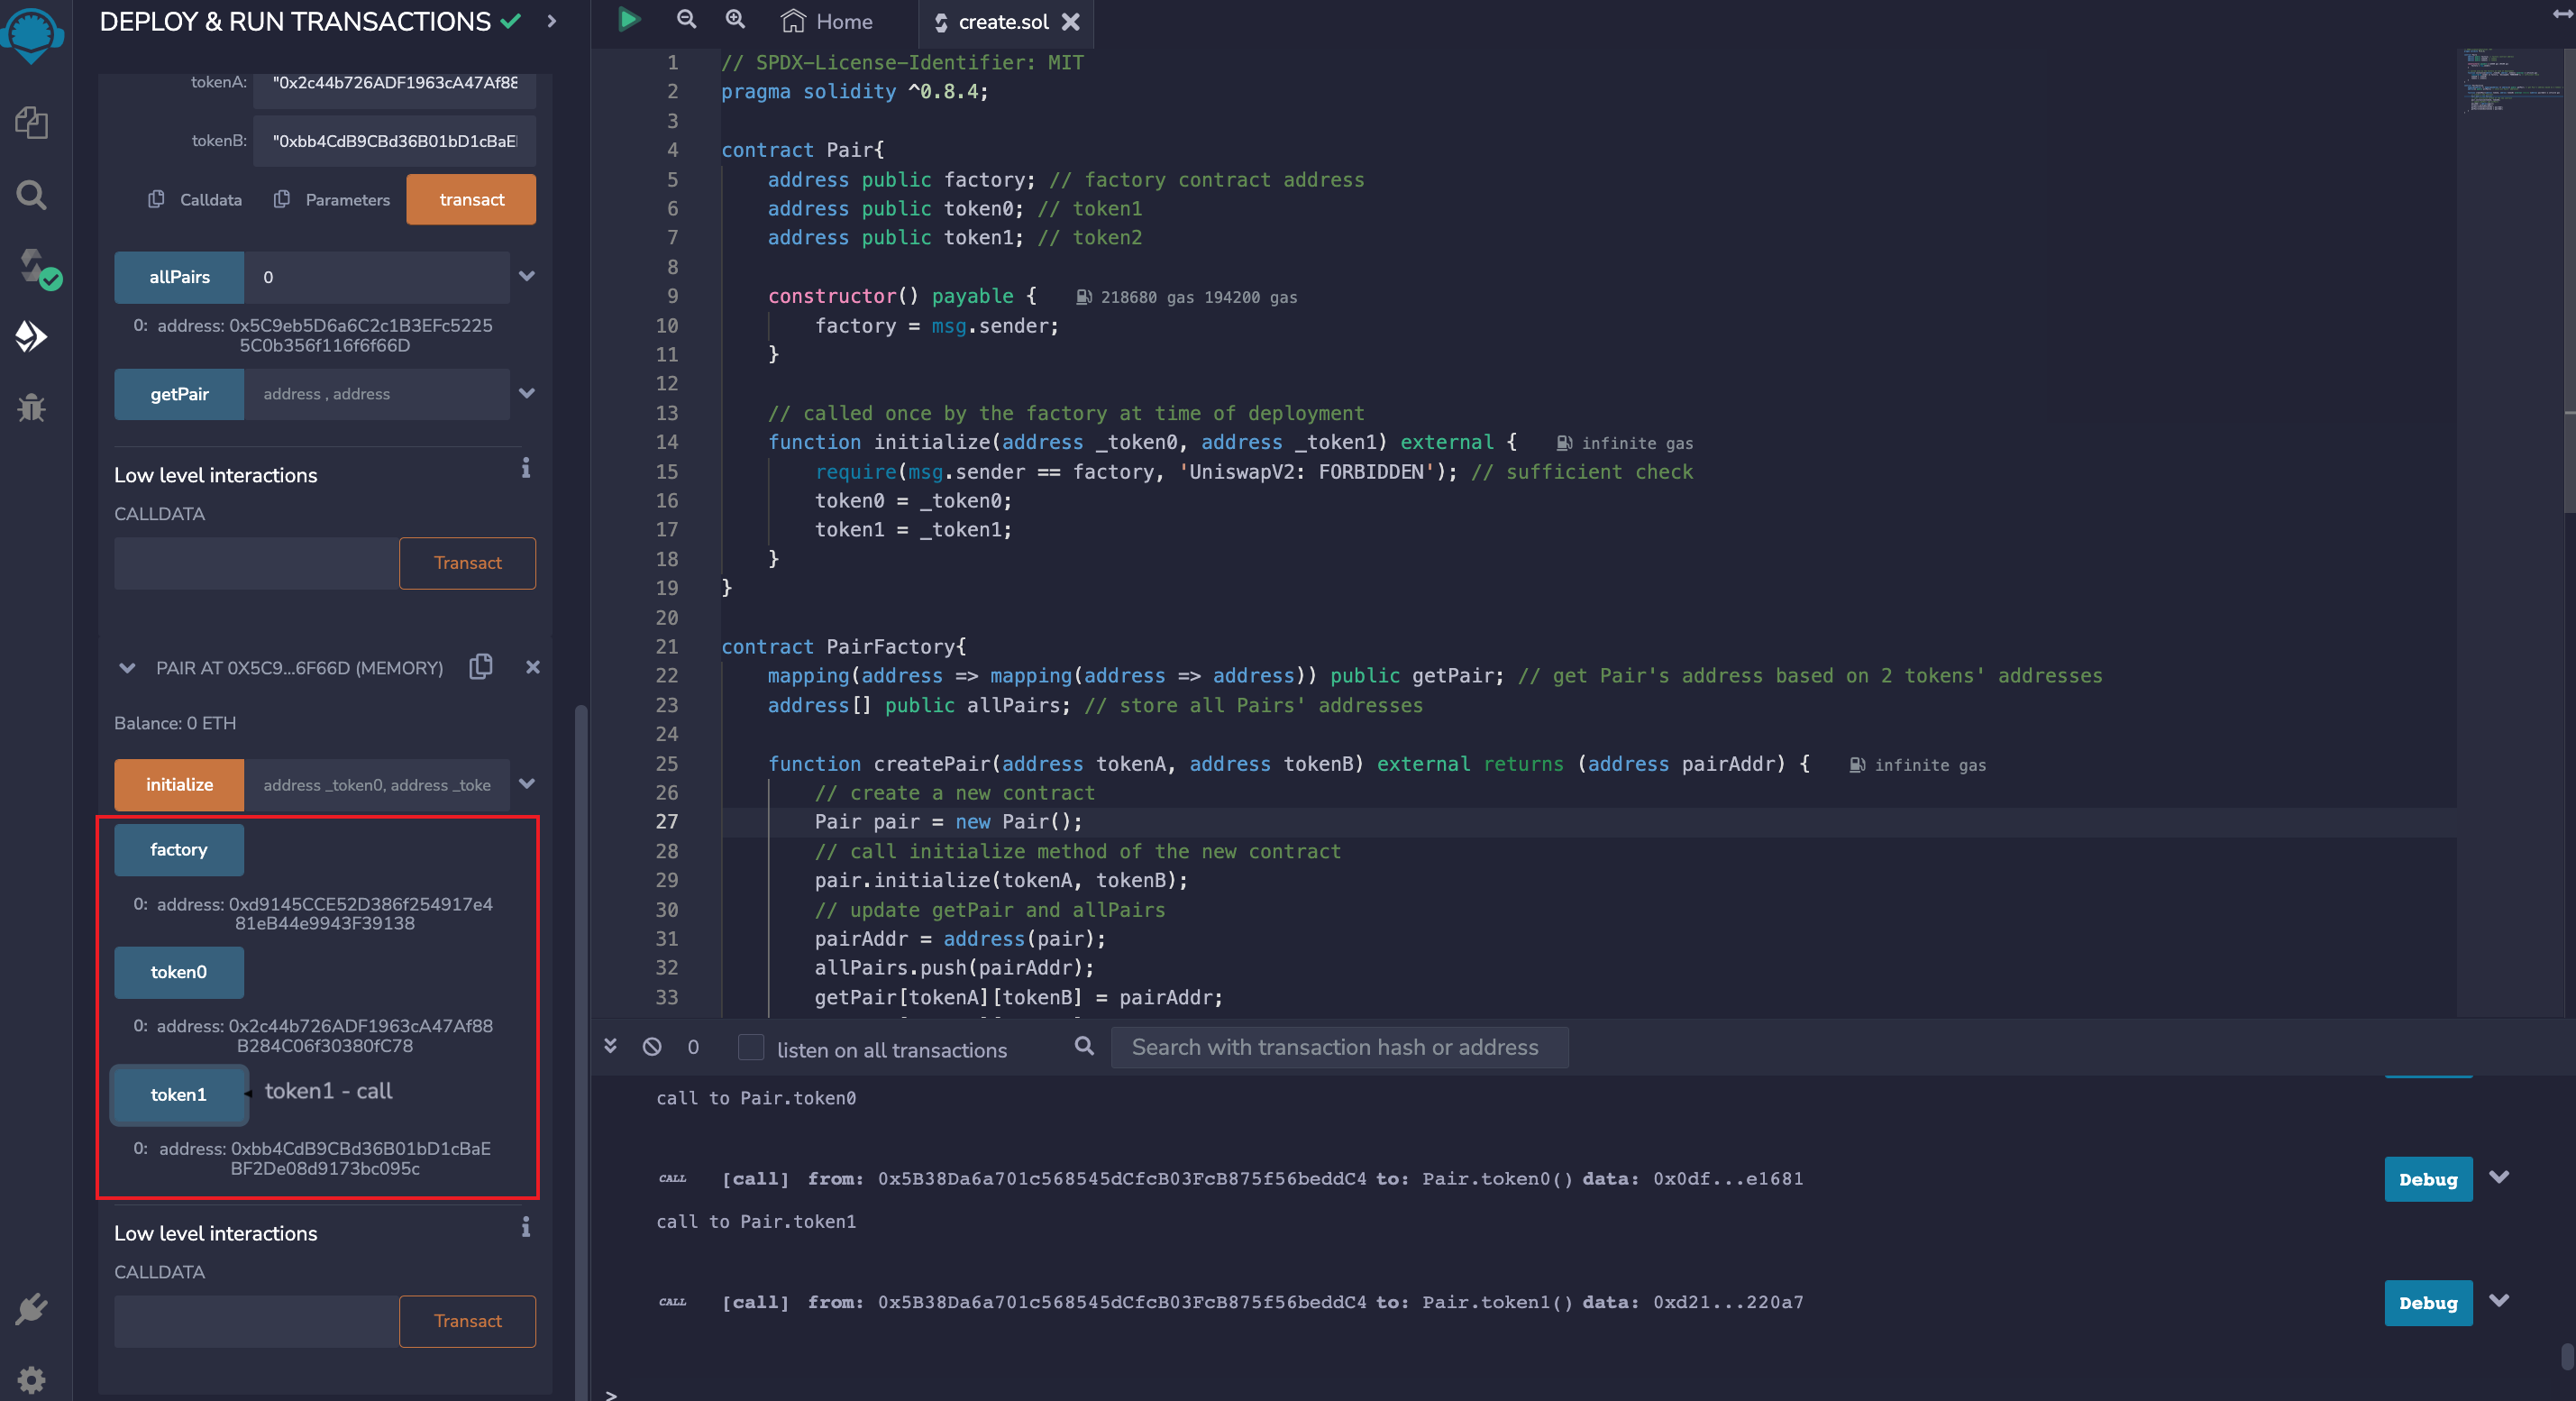 DEPLOY & RUN TRANSACTIONS
tokenA: "0x2c44b726ADF1963cA47Af88
tokenB: "0xbb4CdB9CBd36B01bD1cBaE
Calldata Parameters transact
allPairs 0
0: address: 0x5C9eb5D6a6C2c1B3EFc5225
5C0b356f116f6f66D
getPair address , address
Low level interactions
CALLDATA
Transact
PAIR AT 0X5C9...6F66D (MEMORY)
Balance: 0 ETH
initialize address _token0, address _toke
factory
0: address: 0xd9145CCE52D386f254917e4
81eB44e9943F39138
token0
0: address: 0x2c44b726ADF1963cA47Af88
B284C06f30380fC78
token1 token1 - call
0: address: 0xbb4CdB9CBd36B01bD1cBaE
BF2De08d9173bc095c
Low level interactions
CALLDATA
Transact
Home create.sol
1 // SPDX-License-Identifier: MIT
2 pragma solidity ^0.8.4;
3
4 contract Pair{
5 address public factory; // factory contract address
6 address public token0; // token1
7 address public token1; // token2
8
9 constructor() payable { 218680 gas 194200 gas
10 factory = msg.sender;
11 }
12
13 // called once by the factory at time of deployment
14 function initialize(address _token0, address _token1) external { infinite gas
15 require(msg.sender == factory, 'UniswapV2: FORBIDDEN'); // sufficient check
16 token0 = _token0;
17 token1 = _token1;
18 }
19 }
20
21 contract PairFactory{
22 mapping(address => mapping(address => address)) public getPair; // get Pair's address based on 2 tokens' addresses
23 address[] public allPairs; // store all Pairs' addresses
24
25 function createPair(address tokenA, address tokenB) external returns (address pairAddr) { infinite gas
26 // create a new contract
27 Pair pair = new Pair();
28 // call initialize method of the new contract
29 pair.initialize(tokenA, tokenB);
30 // update getPair and allPairs
31 pairAddr = address(pair);
32 allPairs.push(pairAddr);
33 getPair[tokenA][tokenB] = pairAddr;
0 listen on all transactions Search with transaction hash or address
call to Pair.token0
CALL [call] from: 0x5B38Da6a701c568545dCfcB03FcB875f56beddC4 to: Pair.token0() data: 0x0df...e1681 Debug
call to Pair.token1
CALL [call] from: 0x5B38Da6a701c568545dCfcB03FcB875f56beddC4 to: Pair.token1() data: 0xd21...220a7 Debug
>